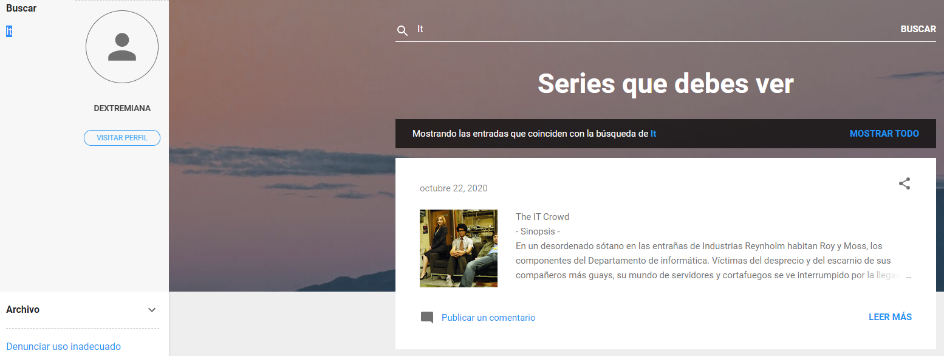 Buscar
It
DEXTREMIANA
VISITAR PERFIL
Archivo
Denunciar uso inadecuado
It
BUSCAR
Series que debes ver
Mostrando las entradas que coinciden con la búsqueda de It
MOSTRAR TODO
octubre 22, 2020
The IT Crowd
- Sinopsis -
En un desordenado sótano en las entrañas de Industrias Reynholm habitan Roy y Moss, los
componentes del Departamento de informática. Víctimas del desprecio y del escarnio de sus
compañeros más guays, su mundo de servidores y cortafuegos se ve interrumpido por la llega ...
Publicar un comentario
LEER MÁS